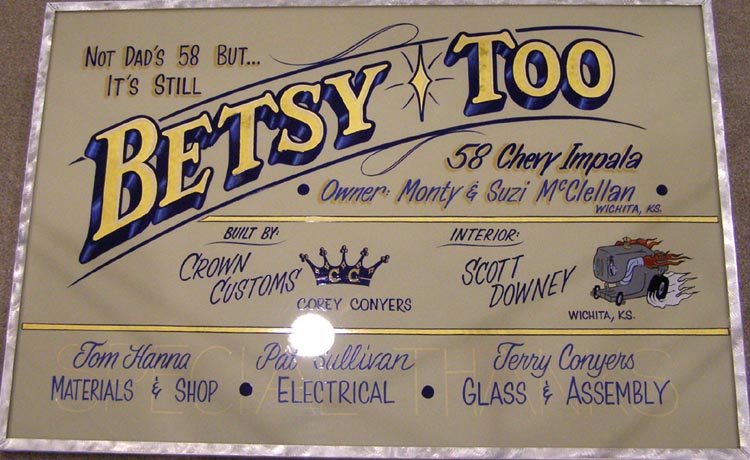 NOT DAD'S 58 BUT...
IT'S STILL
BETSY TOO
58 Chevy Impala
• Owner: Monty & Suzi McClellan •
WICHITA, KS.
BUILT BY:
CROWN CUSTOMS
C C
COREY CONYERS
INTERIOR:
SCOTT DOWNEY
WICHITA, KS.
SPECIAL THANKS
Tom Hanna
MATERIALS & SHOP •
Pat Sullivan
ELECTRICAL •
Terry Conyers
GLASS & ASSEMBLY